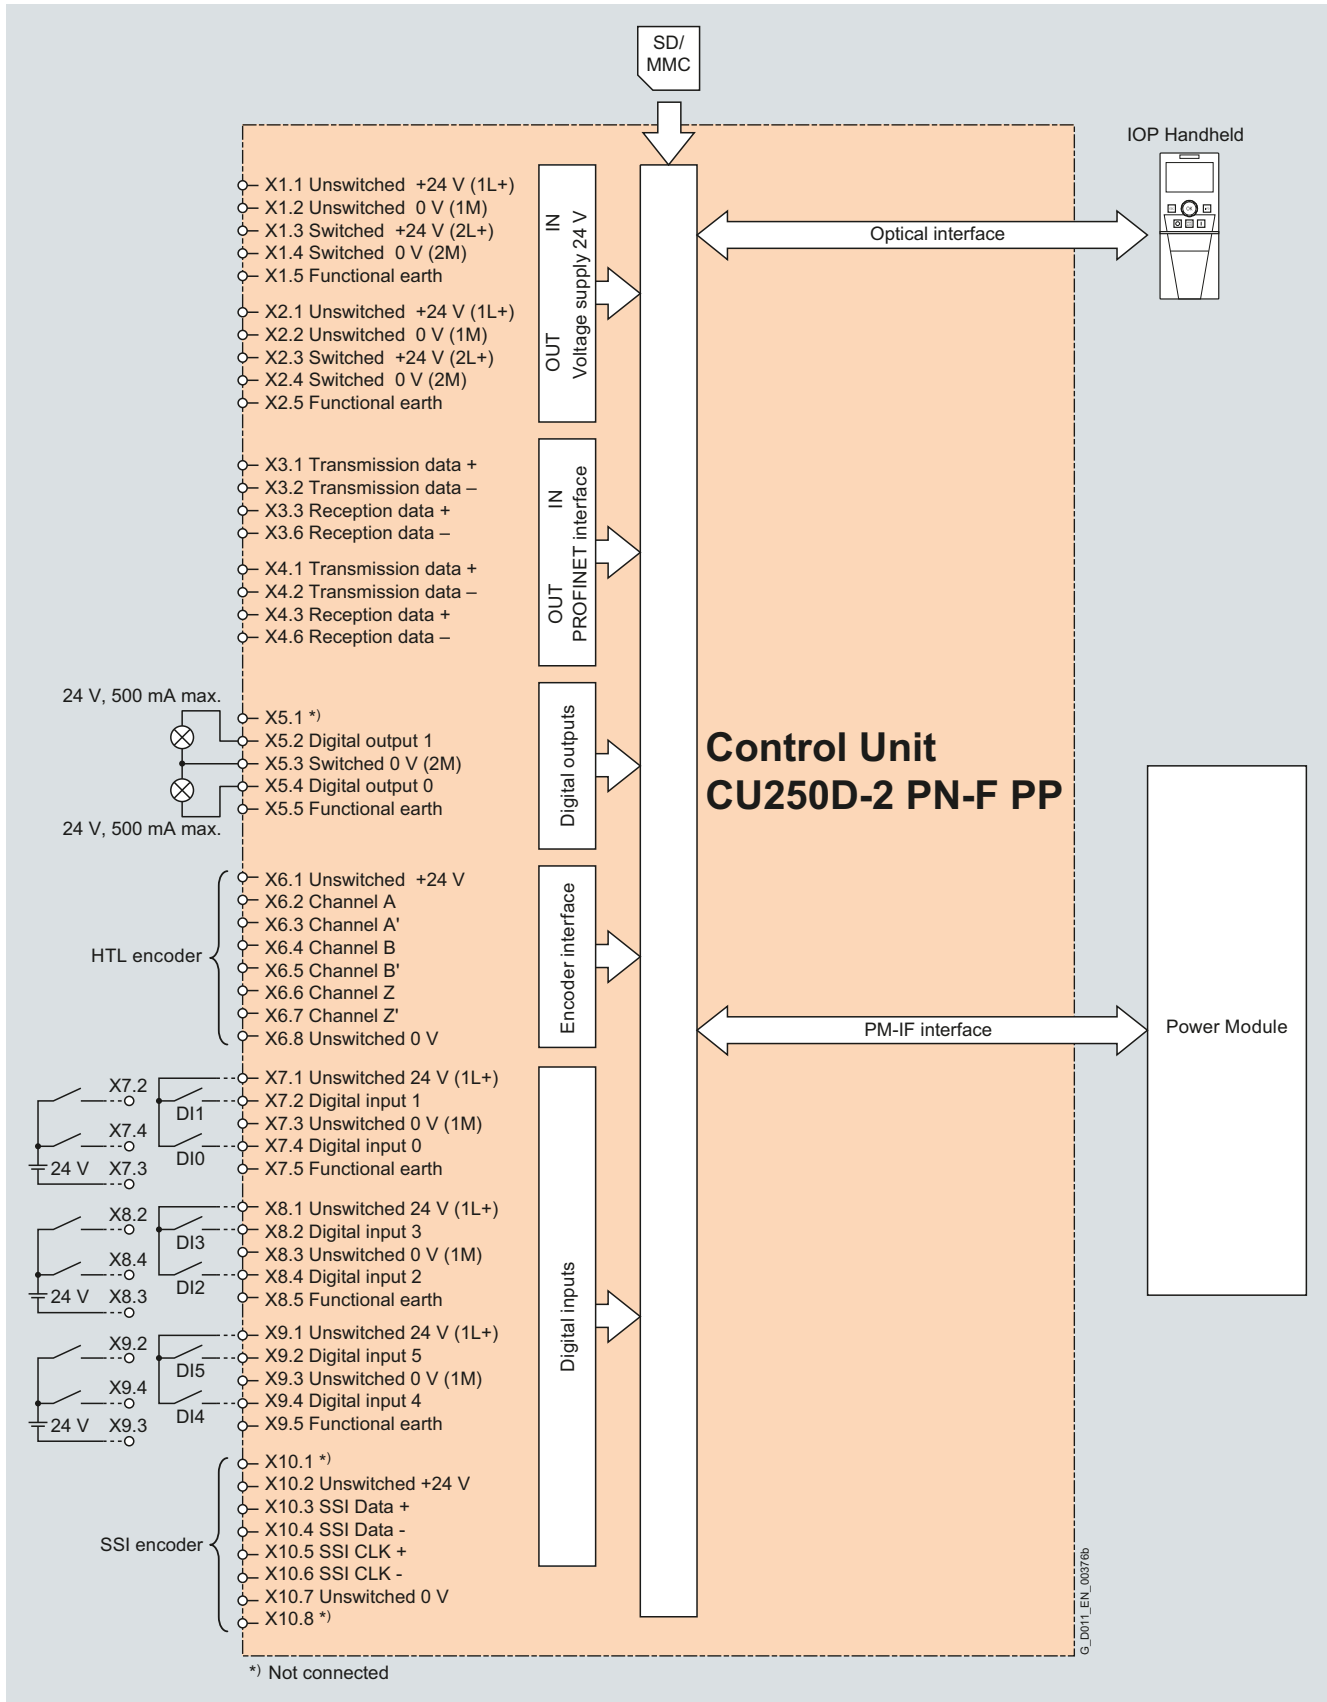 SD/
MMC
IOP Handheld
X1.1 Unswitched +24 V (1L+)
X1.2 Unswitched 0 V (1M)
X1.3 Switched +24 V (2L+)
X1.4 Switched 0 V (2M)
X1.5 Functional earth
X2.1 Unswitched +24 V (1L+)
X2.2 Unswitched 0 V (1M)
X2.3 Switched +24 V (2L+)
X2.4 Switched 0 V (2M)
X2.5 Functional earth
OUT IN
Voltage supply 24 V
Optical interface
X3.1 Transmission data +
X3.2 Transmission data –
X3.3 Reception data +
X3.6 Reception data –
X4.1 Transmission data +
X4.2 Transmission data –
X4.3 Reception data +
X4.6 Reception data –
OUT IN
PROFINET interface
24 V, 500 mA max.
X5.1 *)
X5.2 Digital output 1
X5.3 Switched 0 V (2M)
X5.4 Digital output 0
X5.5 Functional earth
24 V, 500 mA max.
Digital outputs
Control Unit
CU250D-2 PN-F PP
HTL encoder
X6.1 Unswitched +24 V
X6.2 Channel A
X6.3 Channel A'
X6.4 Channel B
X6.5 Channel B'
X6.6 Channel Z
X6.7 Channel Z'
X6.8 Unswitched 0 V
Encoder interface
PM-IF interface
Power Module
X7.2
X7.4
24 V X7.3
DI1
DI0
X7.1 Unswitched 24 V (1L+)
X7.2 Digital input 1
X7.3 Unswitched 0 V (1M)
X7.4 Digital input 0
X7.5 Functional earth
X8.2
X8.4
24 V X8.3
DI3
DI2
X8.1 Unswitched 24 V (1L+)
X8.2 Digital input 3
X8.3 Unswitched 0 V (1M)
X8.4 Digital input 2
X8.5 Functional earth
X9.2
X9.4
24 V X9.3
DI5
DI4
X9.1 Unswitched 24 V (1L+)
X9.2 Digital input 5
X9.3 Unswitched 0 V (1M)
X9.4 Digital input 4
X9.5 Functional earth
Digital inputs
SSI encoder
X10.1 *)
X10.2 Unswitched +24 V
X10.3 SSI Data +
X10.4 SSI Data -
X10.5 SSI CLK +
X10.6 SSI CLK -
X10.7 Unswitched 0 V
X10.8 *)
G_D011_EN_00376b
*) Not connected